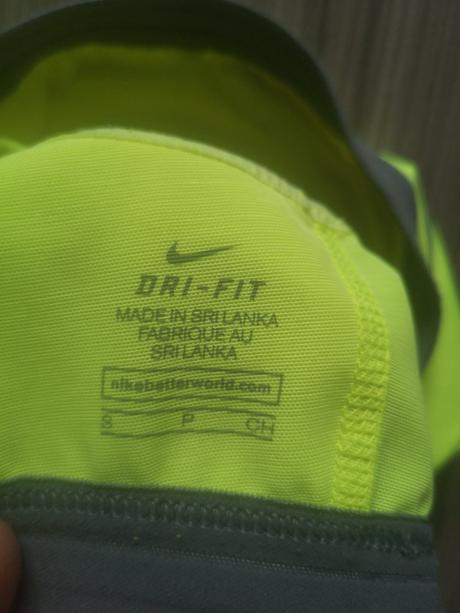 DRI-FIT
MADE IN SRI LANKA
FABRIQUE AU
SRI LANKA
nikebetterworld.com
S P CH